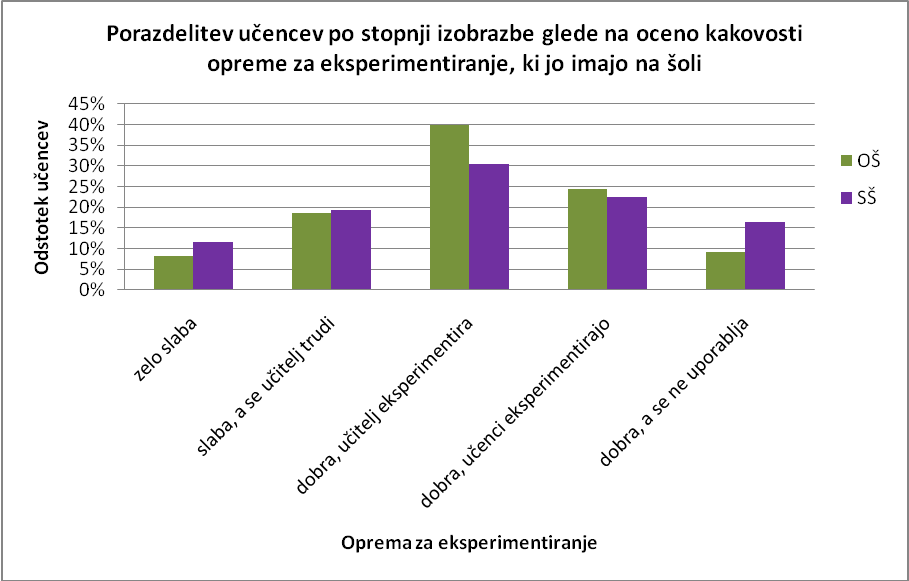 Porazdelitev učencev po stopnji izobrazbe glede na oceno kakovosti
opreme za eksperimentiranje, ki jo imajo na šoli
Odstotek učencev
45%
40%
35%
30%
25%
20%
15%
10%
5%
0%
zelo slaba
slaba, a se učitelj trudi
dobra, učitelj eksperimentira
dobra, učenci eksperimentirajo
dobra, a se ne uporablja
Oprema za eksperimentiranje
OŠ
SŠ